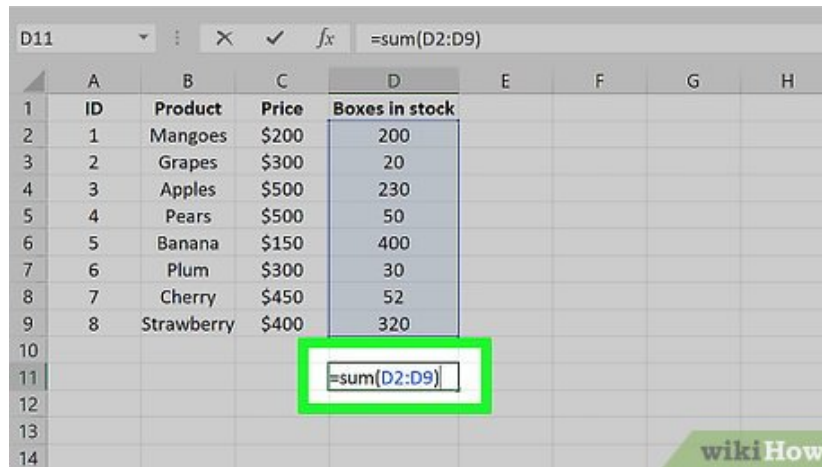 D11 fx =sum(D2:D9)
A B C D E F G H
1 ID Product Price Boxes in stock
2 1 Mangoes $200 200
3 2 Grapes $300 20
4 3 Apples $500 230
5 4 Pears $500 50
6 5 Banana $150 400
7 6 Plum $300 30
8 7 Cherry $450 52
9 8 Strawberry $400 320
10
11 =sum(D2:D9)
12
13
14
wikiHow